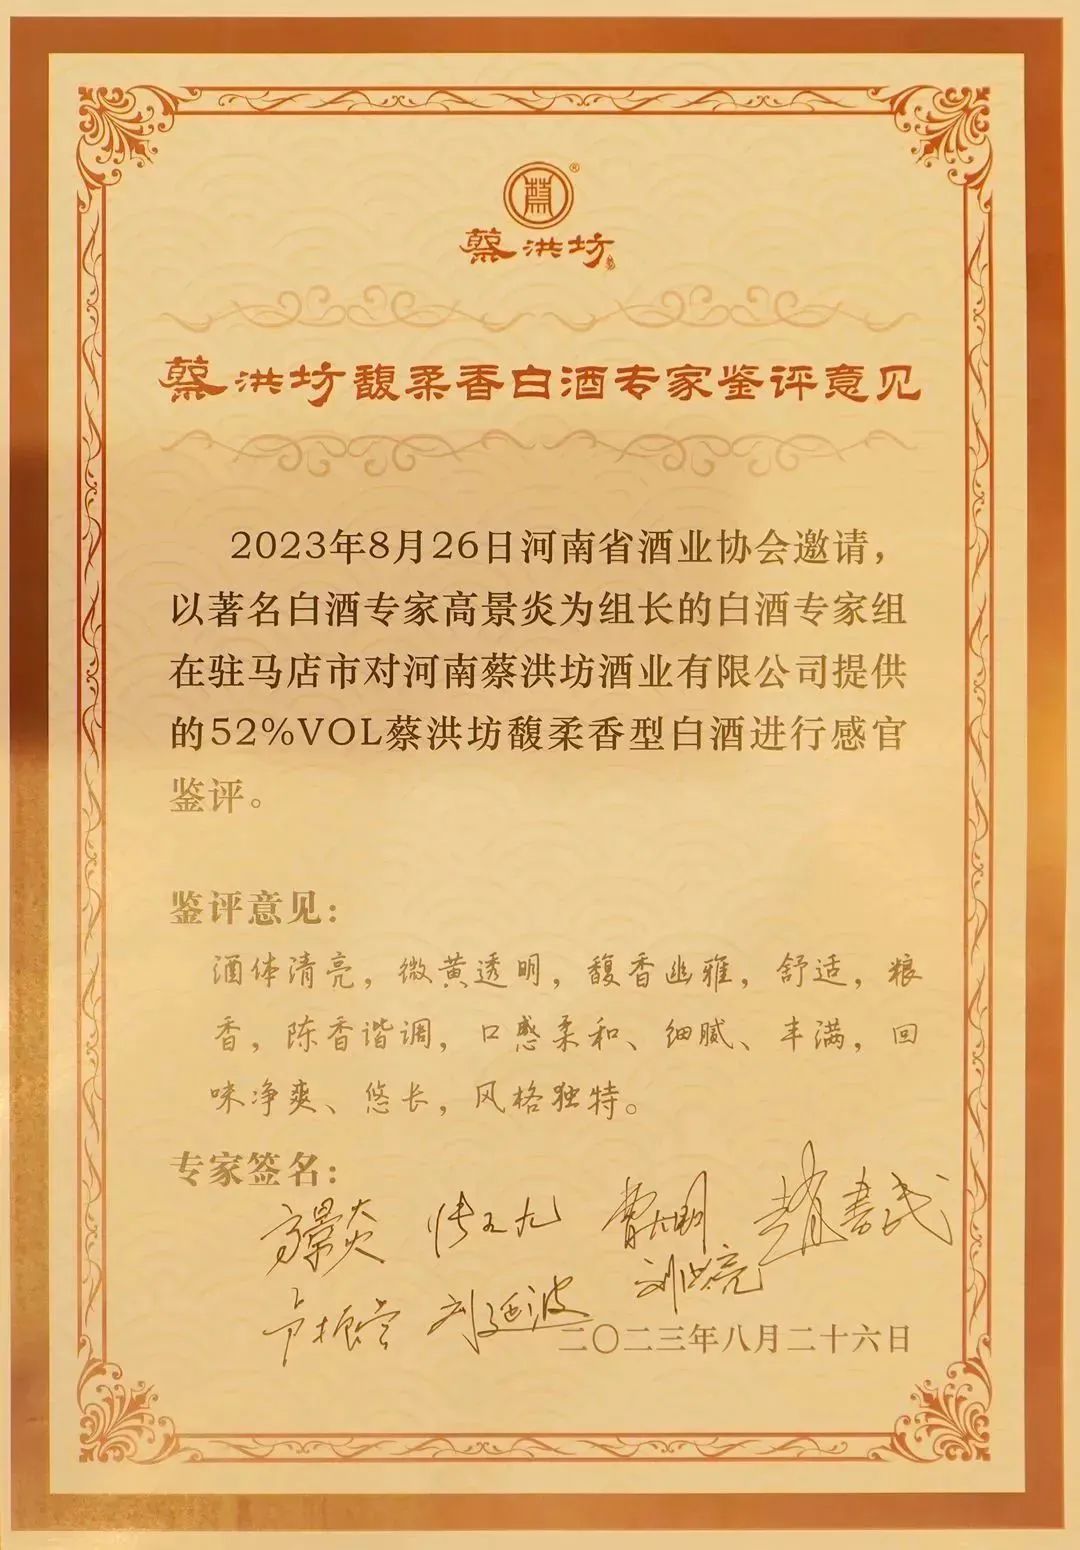 蔡洪坊
蔡洪坊馥柔香白酒专家鉴评意见
2023年8月26日河南省酒业协会邀请，
以著名白酒专家高景炎为组长的白酒专家组
在驻马店市对河南蔡洪坊酒业有限公司提供
的52%VOL蔡洪坊馥柔香型白酒进行感官
鉴评。
鉴评意见：
酒体清亮，微黄透明，馥香幽雅，舒适，粮
香，陈香谐调，口感柔和、细腻、丰满，回
味净爽、悠长，风格独特。
专家签名：
高景炎 张五九 赵书民
刘延波
二〇二三年八月二十六日